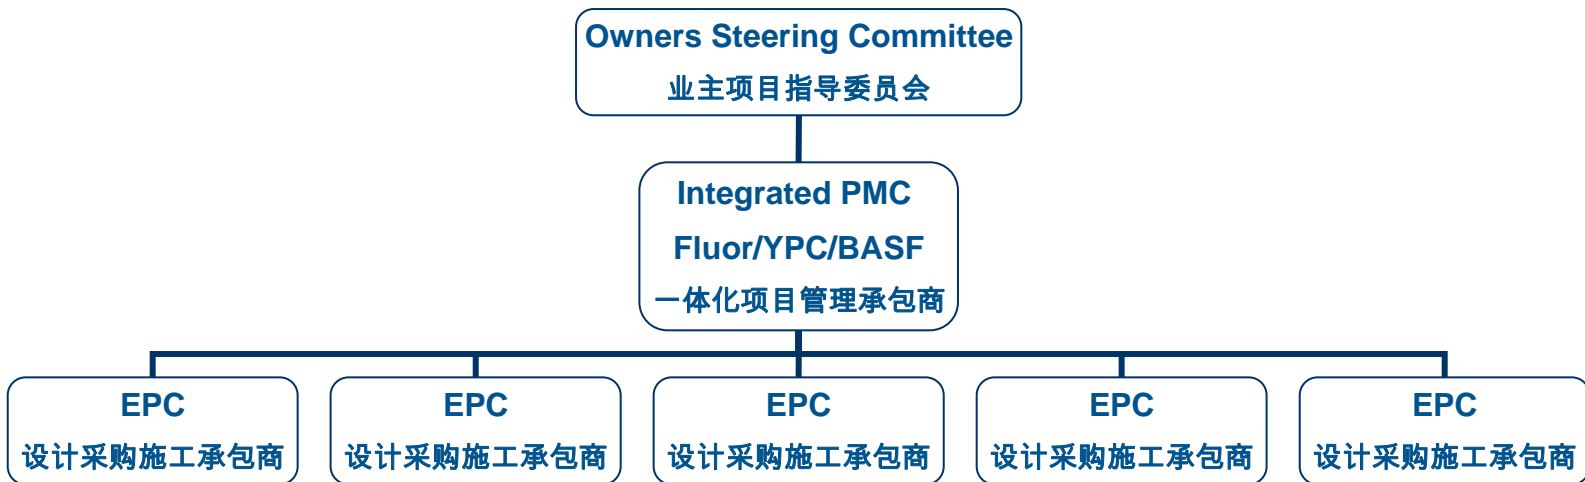 Owners Steering Committee
业主项目指导委员会
Integrated PMC
Fluor/YPC/BASF
一体化项目管理承包商
EPC
设计采购施工承包商
EPC
设计采购施工承包商
EPC
设计采购施工承包商
EPC
设计采购施工承包商
EPC
设计采购施工承包商